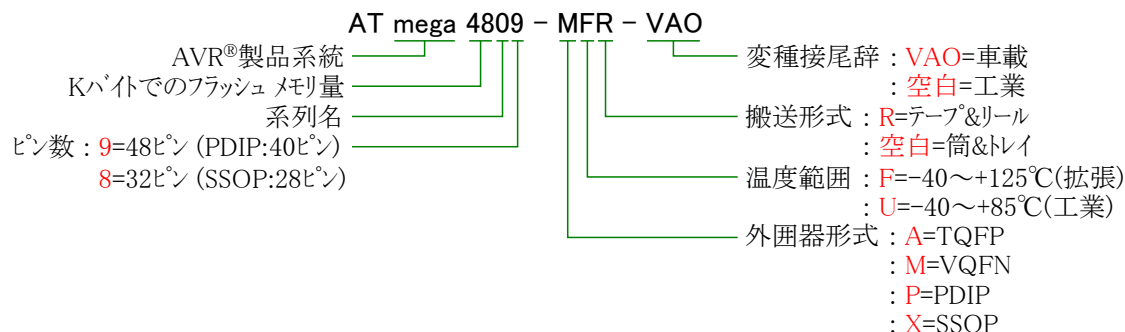 AT mega 4809 - MFR - VAO
AVR®製品系統
Kバイトでのフラッシュ メモリ量
系列名
ピン数 : 9=48ピン (PDIP:40ピン)
8=32ピン (SSOP:28ピン)
変種接尾辞 : VAO=車載
: 空白=工業
搬送形式 : R=テープ&リール
: 空白=筒&トレイ
温度範囲 : F=-40～+125℃(拡張)
: U=-40～+85℃(工業)
外囲器形式 : A=TQFP
: M=VQFN
: P=PDIP
: X=SSOP